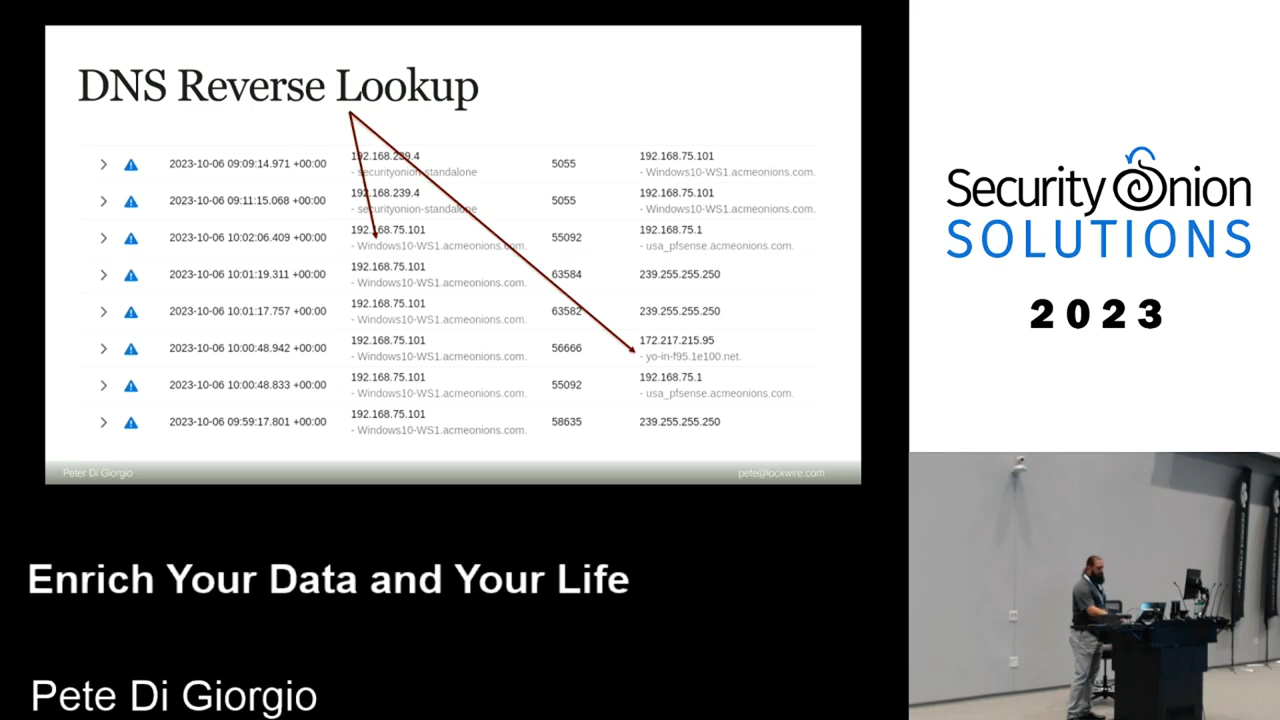 DNS Reverse Lookup
2023-10-06 09:09:14.971 +00:00 192.168.239.4 5055 192.168.75.101
- securityonion-standalone - Windows10-WS1.acmeonions.com.
2023-10-06 09:11:15.068 +00:00 192.168.239.4 5055 192.168.75.101
- securityonion-standalone - Windows10-WS1.acmeonions.com.
2023-10-06 10:02:06.409 +00:00 192.168.75.101 55092 192.168.75.1
- Windows10-WS1.acmeonions.com. - usa_pfsense.acmeonions.com.
2023-10-06 10:01:19.311 +00:00 192.168.75.101 63584 239.255.255.250
- Windows10-WS1.acmeonions.com.
2023-10-06 10:01:17.757 +00:00 192.168.75.101 63582 239.255.255.250
- Windows10-WS1.acmeonions.com.
2023-10-06 10:00:48.942 +00:00 192.168.75.101 56666 172.217.215.95
- Windows10-WS1.acmeonions.com. - yo-in-f95.1e100.net.
2023-10-06 10:00:48.833 +00:00 192.168.75.101 55092 192.168.75.1
- Windows10-WS1.acmeonions.com. - usa_pfsense.acmeonions.com.
2023-10-06 09:59:17.801 +00:00 192.168.75.101 58635 239.255.255.250
- Windows10-WS1.acmeonions.com.
Peter Di Giorgio pete@lockwire.com
Security Onion
SOLUTIONS
2023
Enrich Your Data and Your Life
Pete Di Giorgio